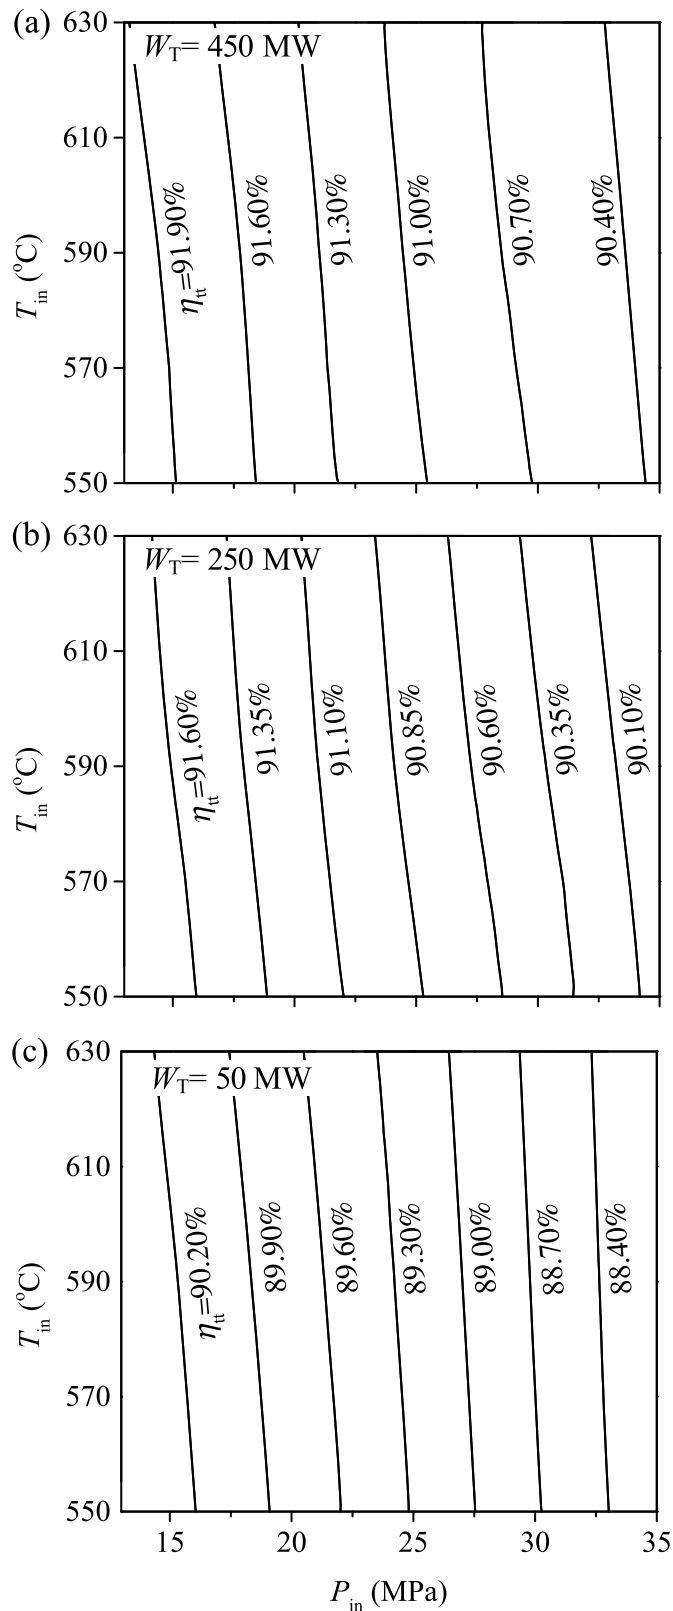 (a)
W_T= 450 MW
630
610
590
570
550
T_in (°C)
η_tt=91.90%
91.60%
91.30%
91.00%
90.70%
90.40%
(b)
W_T= 250 MW
630
610
590
570
550
T_in (°C)
η_tt=91.60%
91.35%
91.10%
90.85%
90.60%
90.35%
90.10%
(c)
W_T= 50 MW
630
610
590
570
550
T_in (°C)
η_tt=90.20%
89.90%
89.60%
89.30%
89.00%
88.70%
88.40%
15 20 25 30 35
P_in (MPa)